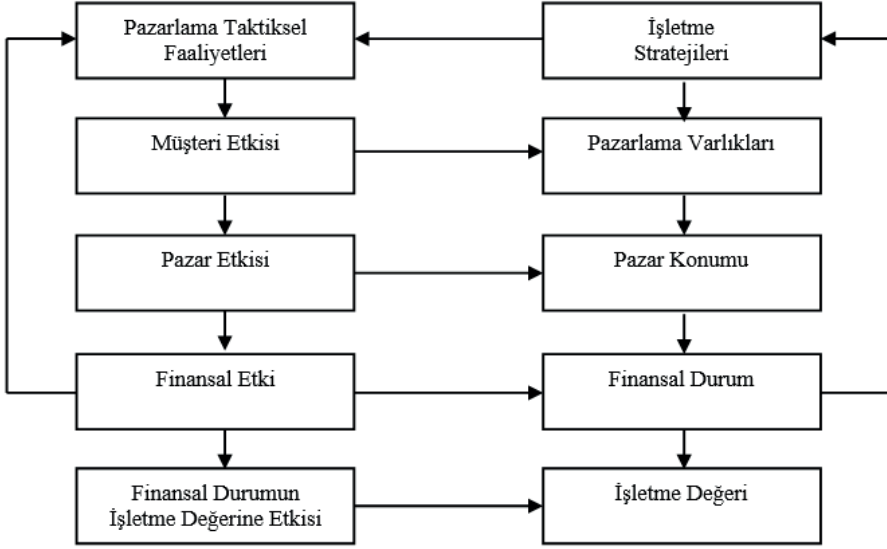 Pazarlama Taktiksel
Faaliyetleri
İşletme
Stratejileri
Müşteri Etkisi
Pazarlama Varlıkları
Pazar Etkisi
Pazar Konumu
Finansal Etki
Finansal Durum
Finansal Durumun
İşletme Değerine Etkisi
İşletme Değeri